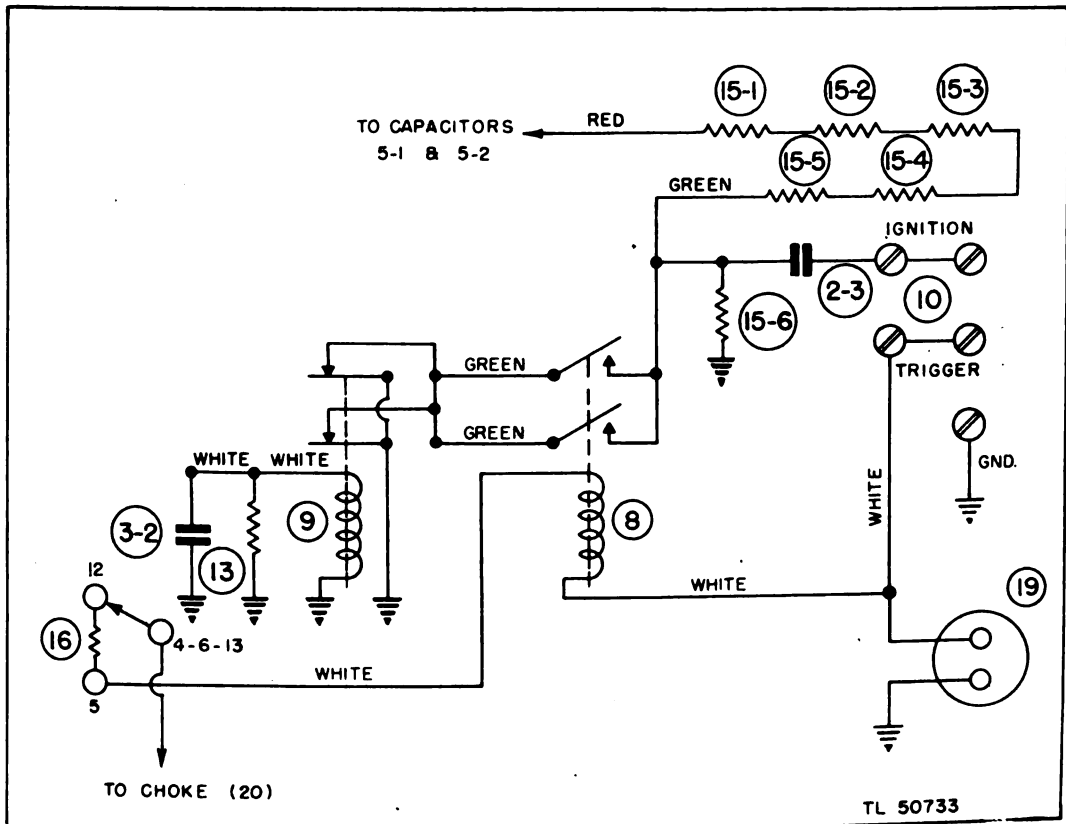 15-1
15-2
15-3
RED
TO CAPACITORS
5-1 & 5-2
15-5
15-4
GREEN
IGNITION
2-3
10
15-6
TRIGGER
GREEN
GREEN
WHITE WHITE
GND.
WHITE
3-2
9
8
13
12
WHITE
19
16
4-6-13
WHITE
5
TO CHOKE (20)
TL 50733